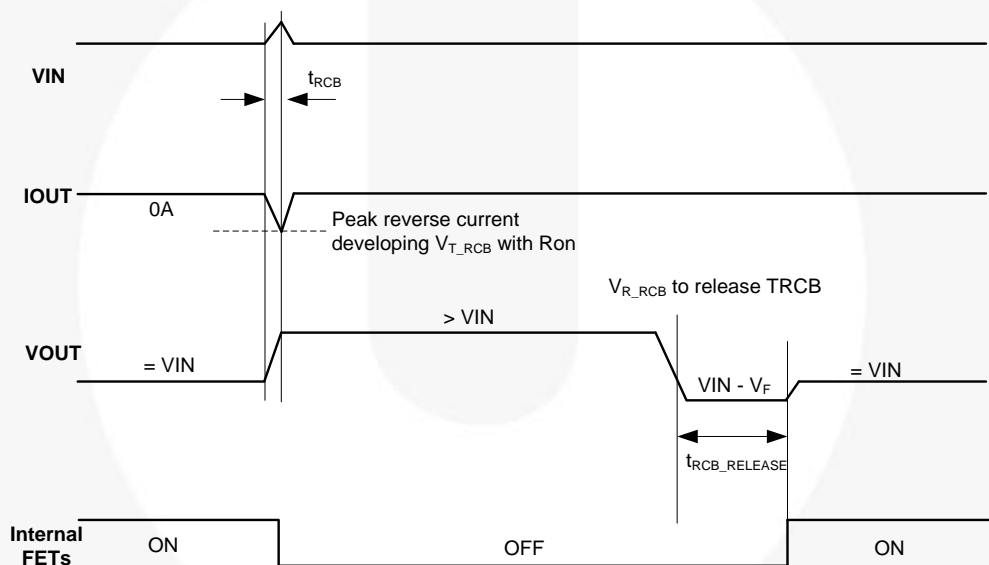 VIN
tRCB
IOUT
0A
Peak reverse current
developing VT_RCB with Ron
VR_RCB to release TRCB
> VIN
VOUT
= VIN
VIN - VF
= VIN
tRCB_RELEASE
Internal
FETs
ON
OFF
ON